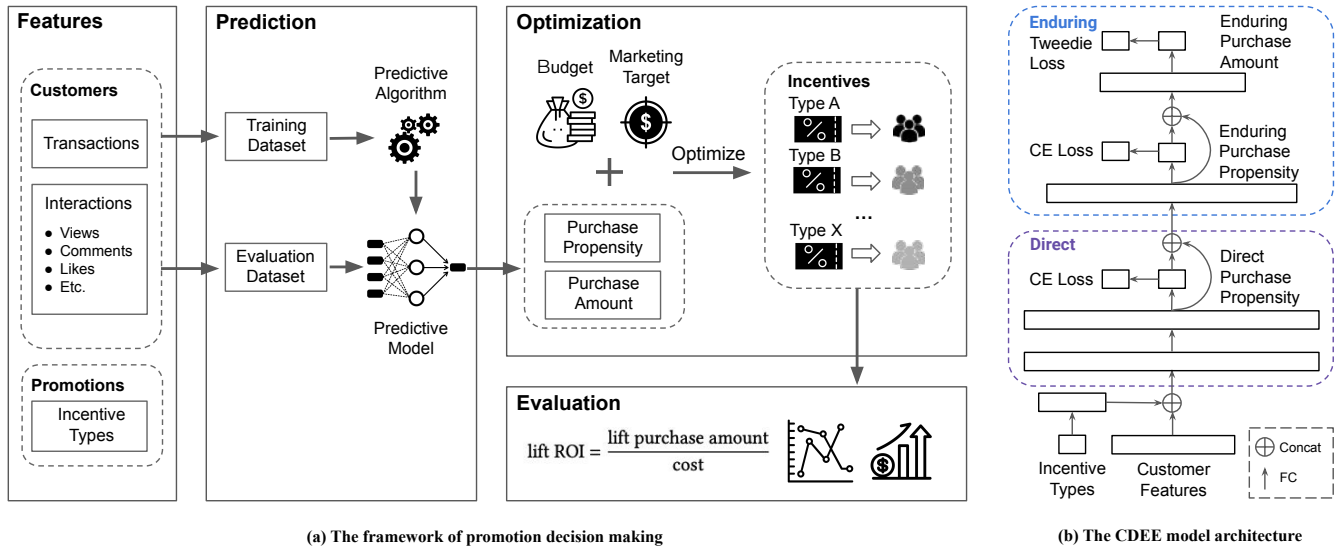 Features
Customers
Transactions
Interactions
● Views
● Comments
● Likes
● Etc.
Promotions
Incentive
Types
Prediction
Training
Dataset
Predictive
Algorithm
Evaluation
Dataset
Predictive
Model
Optimization
Budget
$
Marketing
Target
$
+
Optimize
Purchase
Propensity
Purchase
Amount
Incentives
Type A
%
Type B
%
...
Type X
%
Evaluation
lift ROI = lift purchase amount / cost
$
(a) The framework of promotion decision making
Enduring
Tweedie
Loss
Enduring
Purchase
Amount
CE Loss
Enduring
Purchase
Propensity
Direct
CE Loss
Direct
Purchase
Propensity
Incentive
Types
Customer
Features
⊕ Concat
↑ FC
(b) The CDEE model architecture